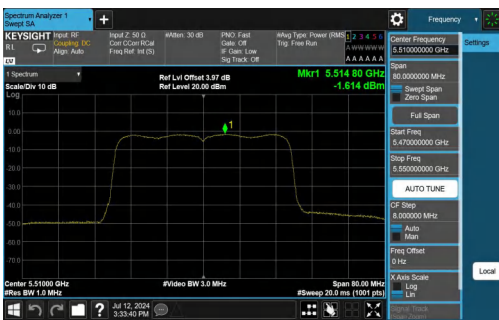 Spectrum Analyzer 1
Swept SA
Frequency
KEYSIGHT
RL
Input: RF
Coupling: DC
Align: Auto
Input Z: 50 Ω
Corr CCorr RCal
Freq Ref: Int (S)
#Atten: 30 dB
PNO: Fast
Gate: Off
IF Gain: Low
Sig Track: Off
#Avg Type: Power (RMS
Trig: Free Run
1 2 3 4 5 6
A W W W W W
A A A A A A
LV
1 Spectrum
Scale/Div 10 dB
Log
Ref Lvl Offset 3.97 dB
Ref Level 20.00 dBm
Mkr1 5.514 80 GHz
-1.614 dBm
1
10.0
0.00
-10.0
-20.0
-30.0
-40.0
-50.0
-60.0
-70.0
Center 5.51000 GHz
#Res BW 1.0 MHz
#Video BW 3.0 MHz
Span 80.00 MHz
#Sweep 20.0 ms (1001 pts)
Center Frequency
5.510000000 GHz
Settings
Span
80.0000000 MHz
Swept Span
Zero Span
Full Span
Start Freq
5.470000000 GHz
Stop Freq
5.550000000 GHz
AUTO TUNE
CF Step
8.000000 MHz
Auto
Man
Freq Offset
0 Hz
X Axis Scale
Log
Lin
Local
Signal Track
?
Jul 12, 2024
3:33:40 PM